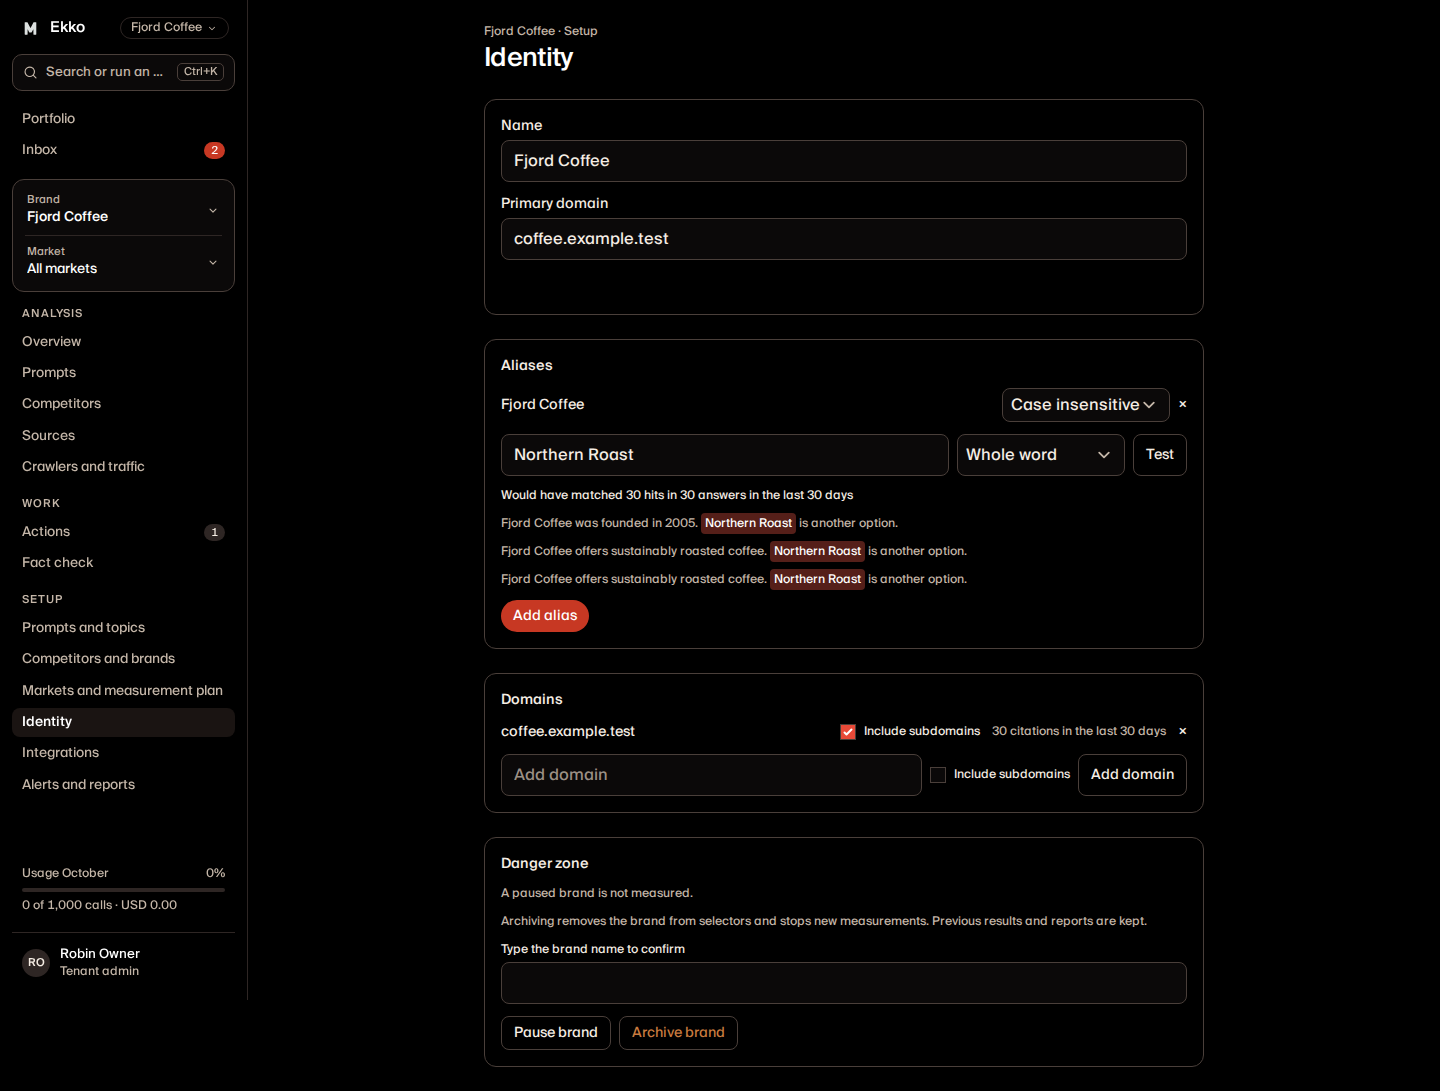 Ekko
Fjord Coffee
Search or run an ...
Ctrl+K
Portfolio
Inbox
2
Brand
Fjord Coffee
Market
All markets
ANALYSIS
Overview
Prompts
Competitors
Sources
Crawlers and traffic
WORK
Actions
1
Fact check
SETUP
Prompts and topics
Competitors and brands
Markets and measurement plan
Identity
Integrations
Alerts and reports
Usage October
0%
0 of 1,000 calls · USD 0.00
RO
Robin Owner
Tenant admin
Fjord Coffee · Setup
Identity
Name
Fjord Coffee
Primary domain
coffee.example.test
Aliases
Fjord Coffee
Case insensitive
×
Northern Roast
Whole word
Test
Would have matched 30 hits in 30 answers in the last 30 days
Fjord Coffee was founded in 2005. Northern Roast is another option.
Fjord Coffee offers sustainably roasted coffee. Northern Roast is another option.
Fjord Coffee offers sustainably roasted coffee. Northern Roast is another option.
Add alias
Domains
coffee.example.test
Include subdomains
30 citations in the last 30 days
×
Add domain
Include subdomains
Add domain
Danger zone
A paused brand is not measured.
Archiving removes the brand from selectors and stops new measurements. Previous results and reports are kept.
Type the brand name to confirm
Pause brand
Archive brand